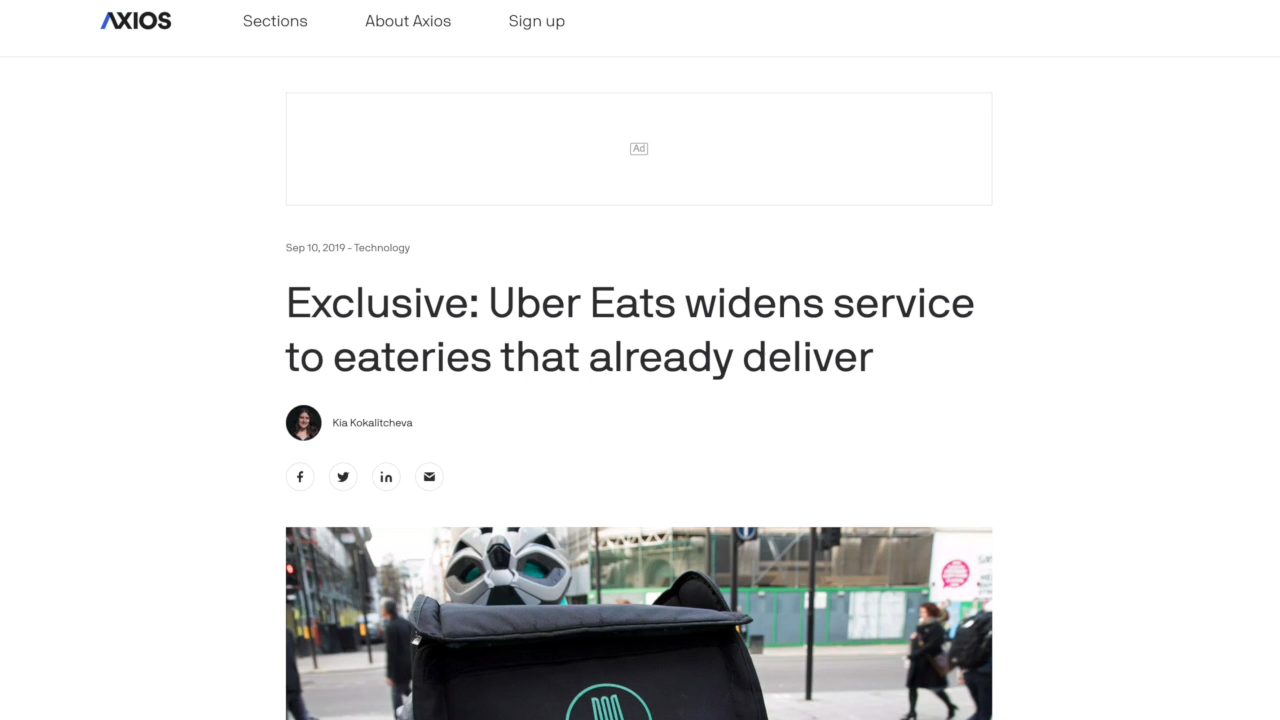 AXIOS
Sections
About Axios
Sign up
Ad
Sep 10, 2019 - Technology
Exclusive: Uber Eats widens service
to eateries that already deliver
Kia Kokalitcheva